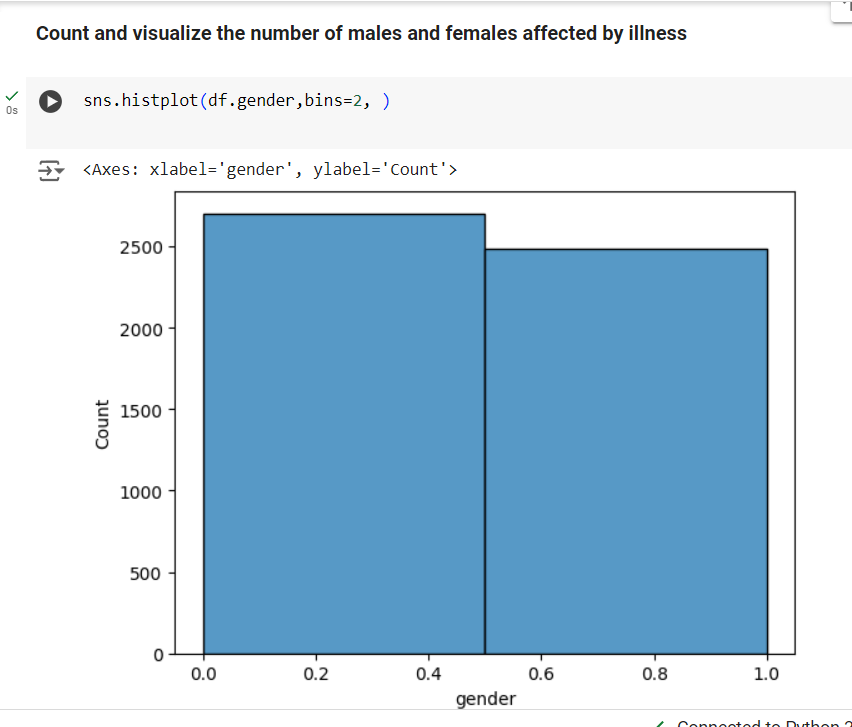 Count and visualize the number of males and females affected by illness
0s
sns.histplot(df.gender,bins=2, )
<Axes: xlabel='gender', ylabel='Count'>
2500
2000
1500
1000
500
0
Count
0.0 0.2 0.4 0.6 0.8 1.0
gender
Connected to Python